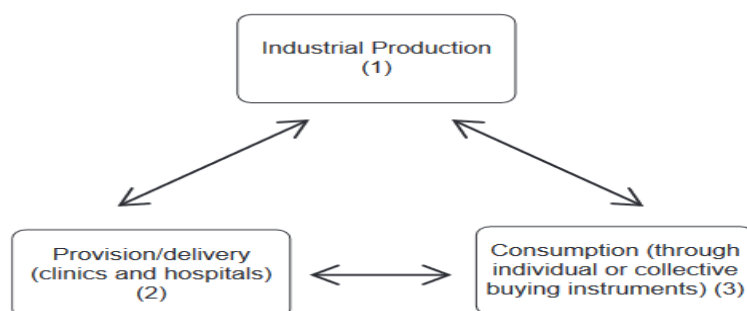 Industrial Production
(1)
Provision/delivery
(clinics and hospitals)
(2)
Consumption (through
individual or collective
buying instruments) (3)